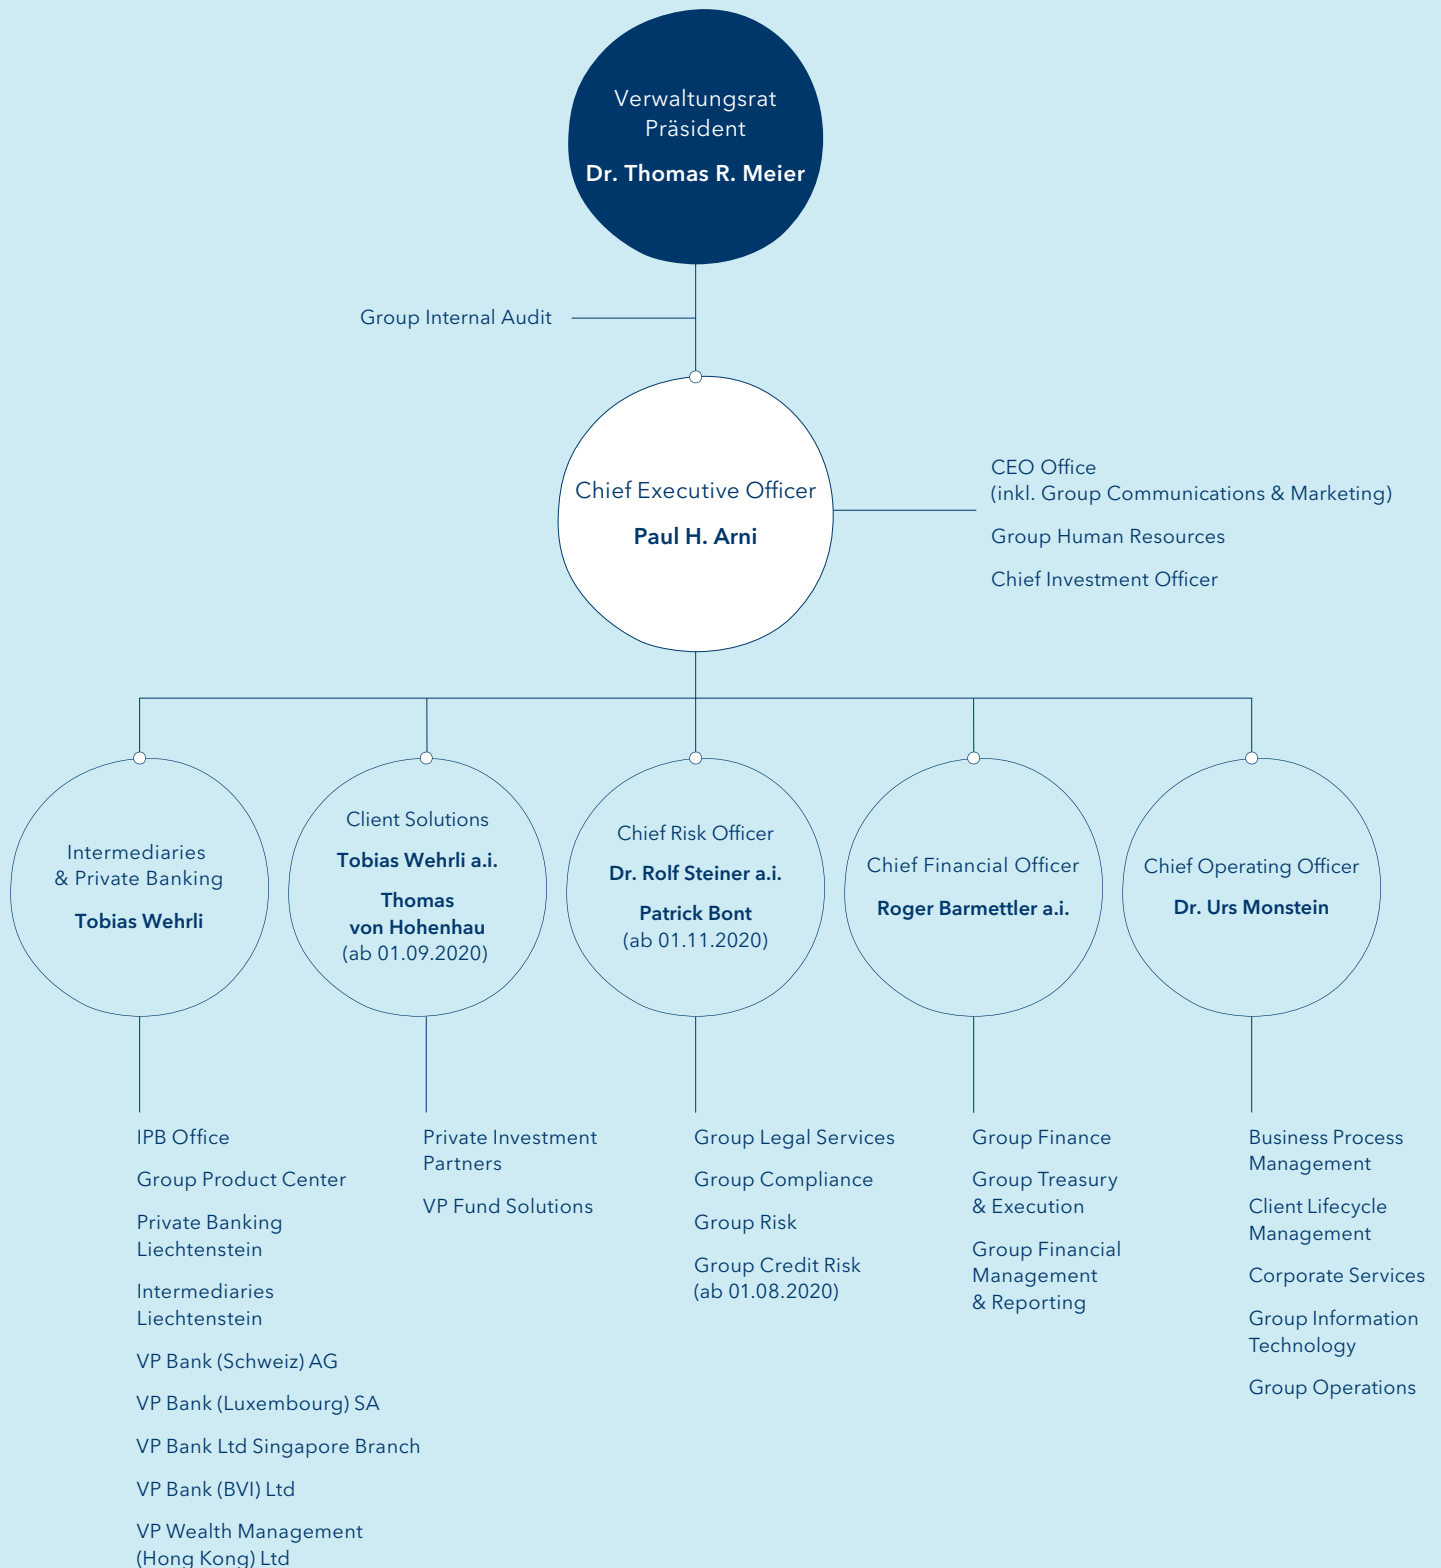 Verwaltungsrat
Präsident
Dr. Thomas R. Meier
Group Internal Audit
Chief Executive Officer
Paul H. Arni
CEO Office
(inkl. Group Communications & Marketing)
Group Human Resources
Chief Investment Officer
Intermediaries
& Private Banking
Tobias Wehrli
Client Solutions
Tobias Wehrli a.i.
Thomas
von Hohenhau
(ab 01.09.2020)
Chief Risk Officer
Dr. Rolf Steiner a.i.
Patrick Bont
(ab 01.11.2020)
Chief Financial Officer
Roger Barmettler a.i.
Chief Operating Officer
Dr. Urs Monstein
IPB Office
Group Product Center
Private Banking
Liechtenstein
Intermediaries
Liechtenstein
VP Bank (Schweiz) AG
VP Bank (Luxembourg) SA
VP Bank Ltd Singapore Branch
VP Bank (BVI) Ltd
VP Wealth Management
(Hong Kong) Ltd
Private Investment
Partners
VP Fund Solutions
Group Legal Services
Group Compliance
Group Risk
Group Credit Risk
(ab 01.08.2020)
Group Finance
Group Treasury
& Execution
Group Financial
Management
& Reporting
Business Process
Management
Client Lifecycle
Management
Corporate Services
Group Information
Technology
Group Operations